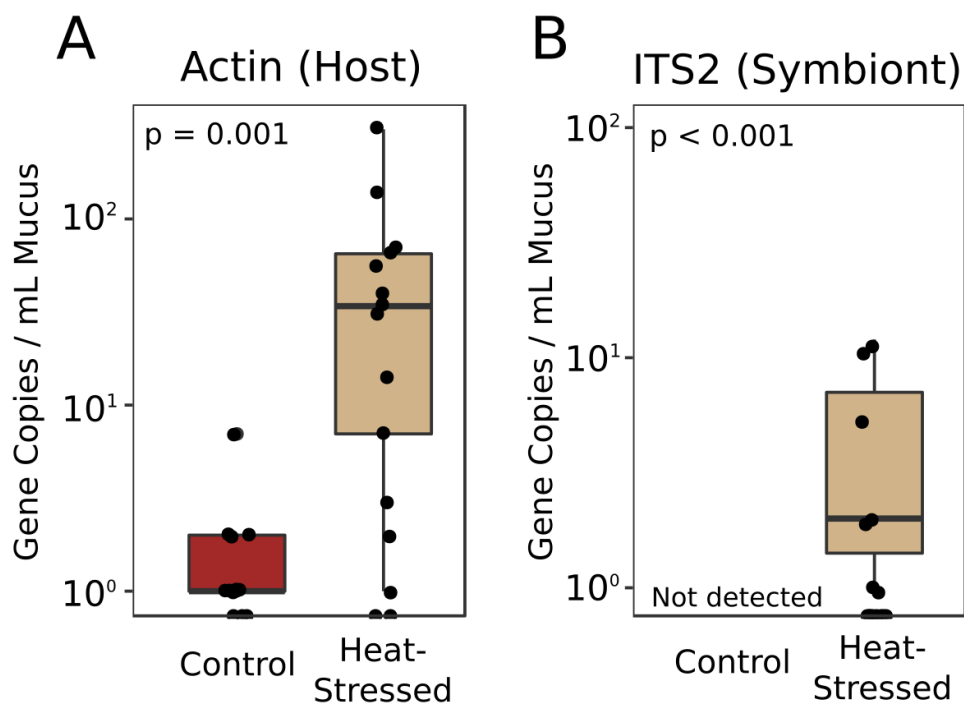 A
Actin (Host)
p = 0.001
Gene Copies / mL Mucus
10²
10¹
10⁰
Control
Heat-
Stressed
B
ITS2 (Symbiont)
p < 0.001
Gene Copies / mL Mucus
10²
10¹
10⁰
Not detected
Control
Heat-
Stressed